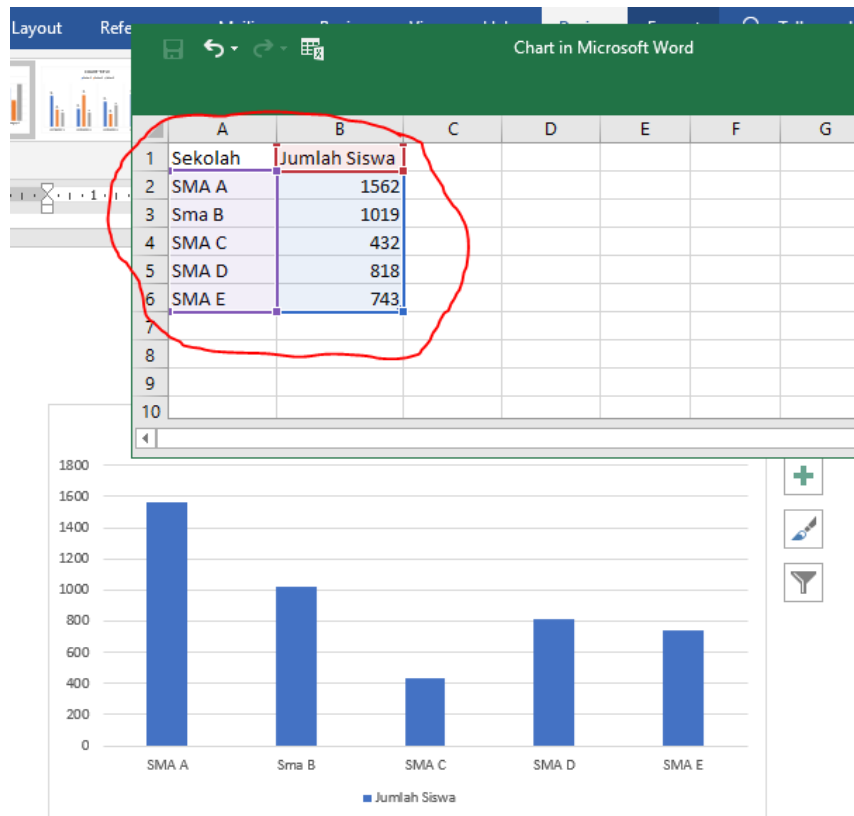 Layout Refe
Chart in Microsoft Word
A B C D E F G
1 Sekolah Jumlah Siswa
2 SMA A 1562
3 Sma B 1019
4 SMA C 432
5 SMA D 818
6 SMA E 743
7
8
9
10
1
1800
1600
1400
1200
1000
800
600
400
200
0
SMA A Sma B SMA C SMA D SMA E
Jumlah Siswa